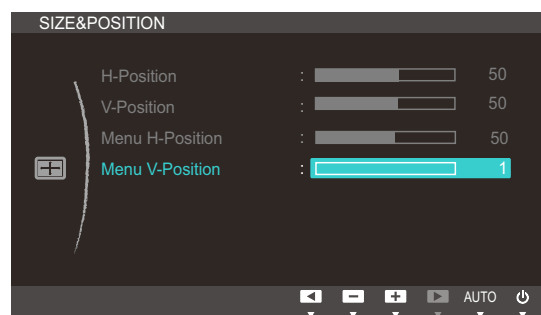 SIZE&POSITION
H-Position : 50
V-Position : 50
Menu H-Position : 50
Menu V-Position : 1
AUTO